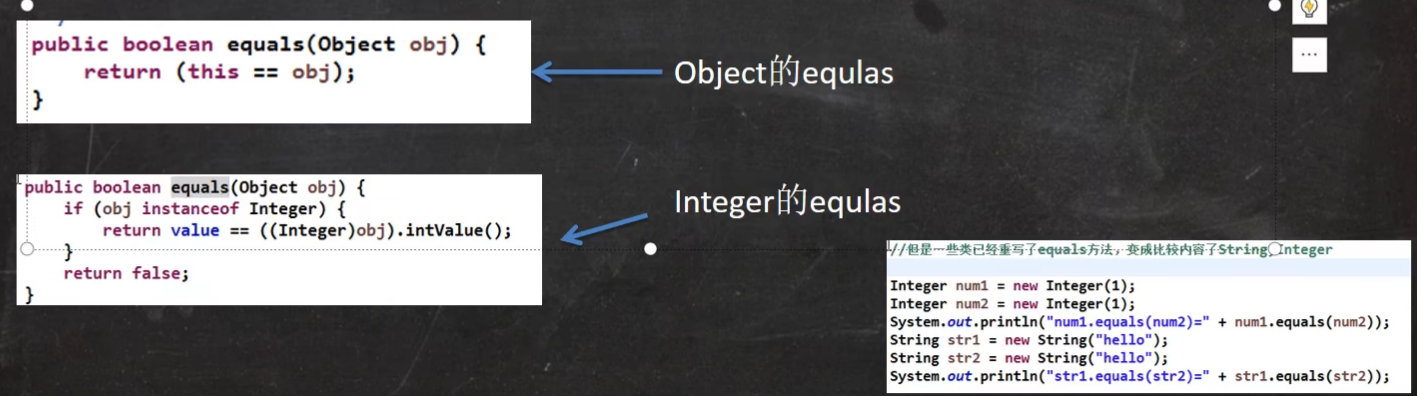 public boolean equals(Object obj) {
    return (this == obj);
}
Object的equlas
public boolean equals(Object obj) {
    if (obj instanceof Integer) {
        return value == ((Integer)obj).intValue();
    }
    return false;
}
Integer的equlas
//但是一些类已经重写了equals方法，变成比较内容了String,Integer
Integer num1 = new Integer(1);
Integer num2 = new Integer(1);
System.out.println("num1.equals(num2)=" + num1.equals(num2));
String str1 = new String("hello");
String str2 = new String("hello");
System.out.println("str1.equals(str2)=" + str1.equals(str2));